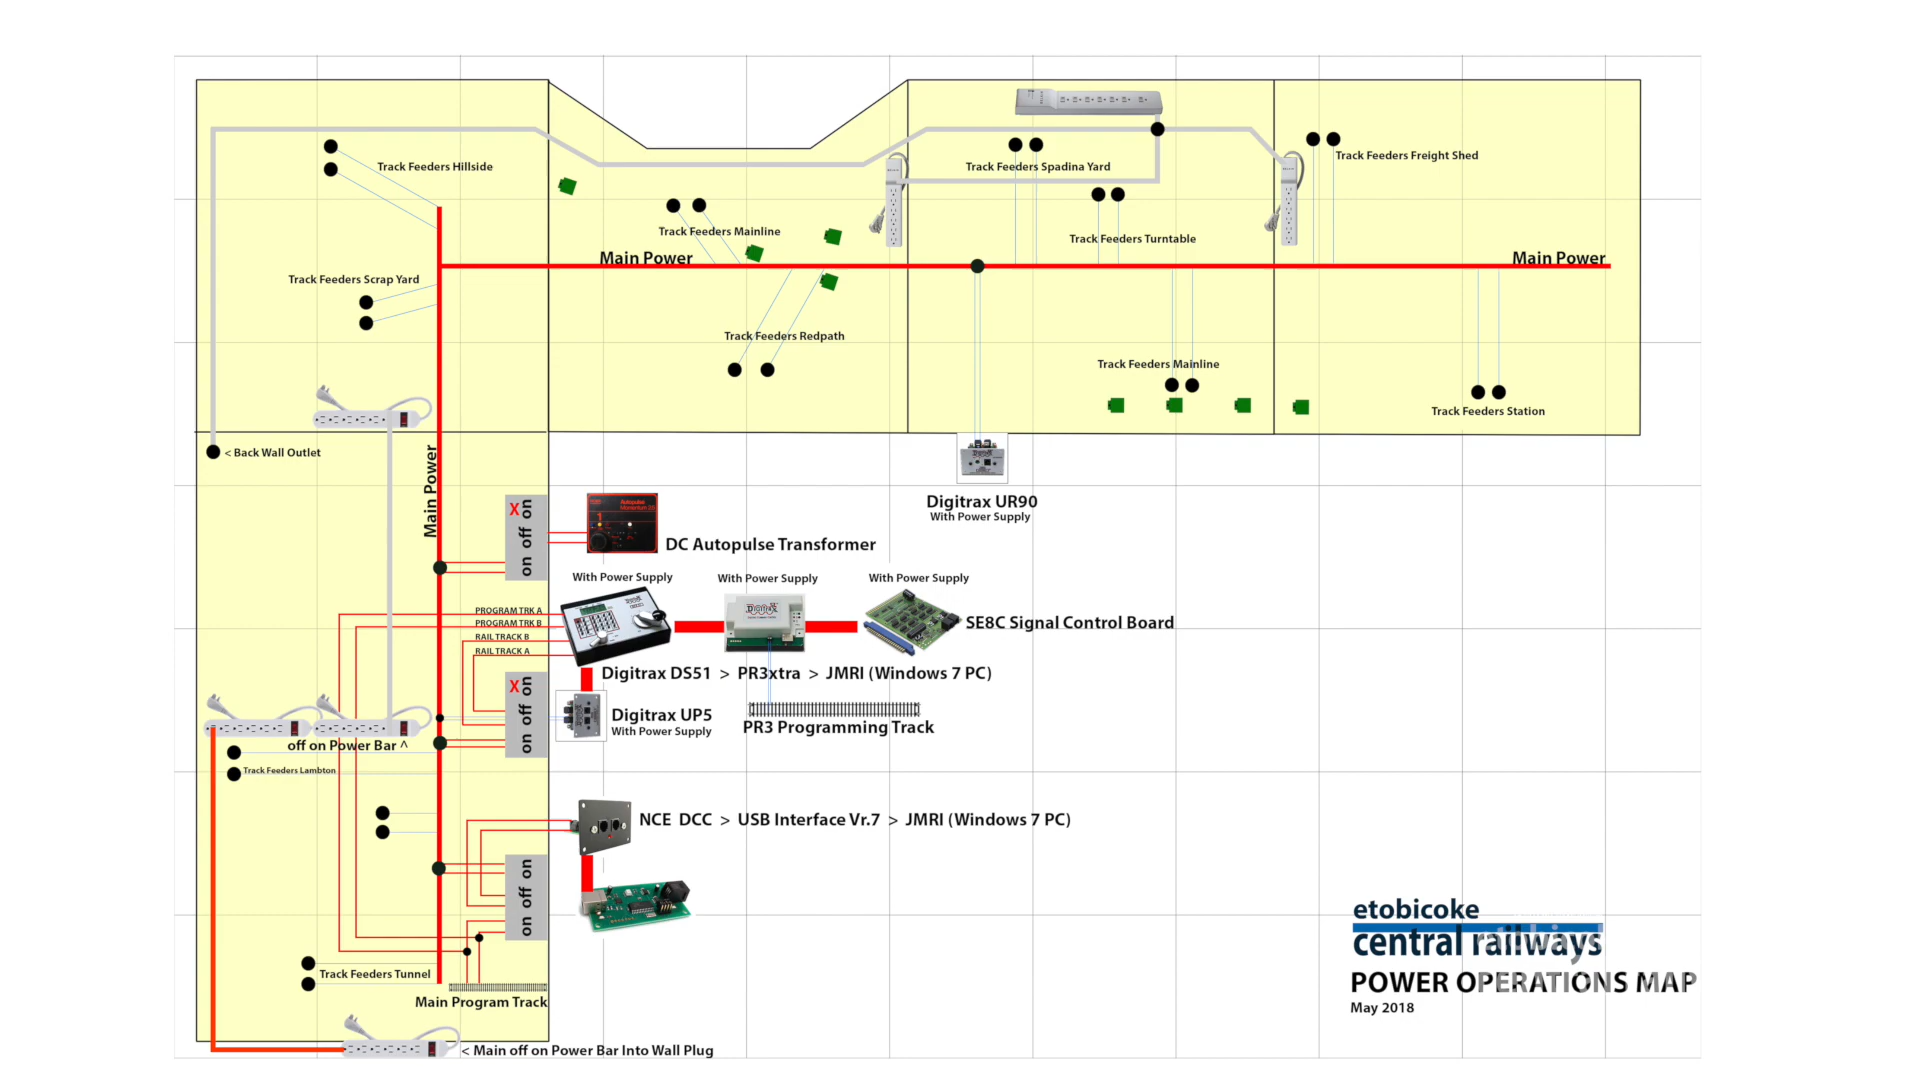 Track Feeders Hillside
Track Feeders Spadina Yard
Track Feeders Freight Shed
Track Feeders Mainline
Track Feeders Turntable
Main Power
Main Power
Track Feeders Scrap Yard
Track Feeders Redpath
Track Feeders Mainline
Track Feeders Station
< Back Wall Outlet
Main Power
Digitrax UR90
With Power Supply
X on
off
on
Autopulse
Momentum DS
DC Autopulse Transformer
With Power Supply
With Power Supply
With Power Supply
PROGRAM TRK A
PROGRAM TRK B
RAIL TRACK B
RAIL TRACK A
SE8C Signal Control Board
Digitrax DS51 > PR3xtra > JMRI (Windows 7 PC)
X on
off
on
Digitrax UP5
With Power Supply
PR3 Programming Track
off on Power Bar ^
Track Feeders Lambton
NCE DCC > USB Interface Vr.7 > JMRI (Windows 7 PC)
on
off
on
Track Feeders Tunnel
Main Program Track
< Main off on Power Bar Into Wall Plug
etobicoke
central railways
POWER OPERATIONS MAP
May 2018